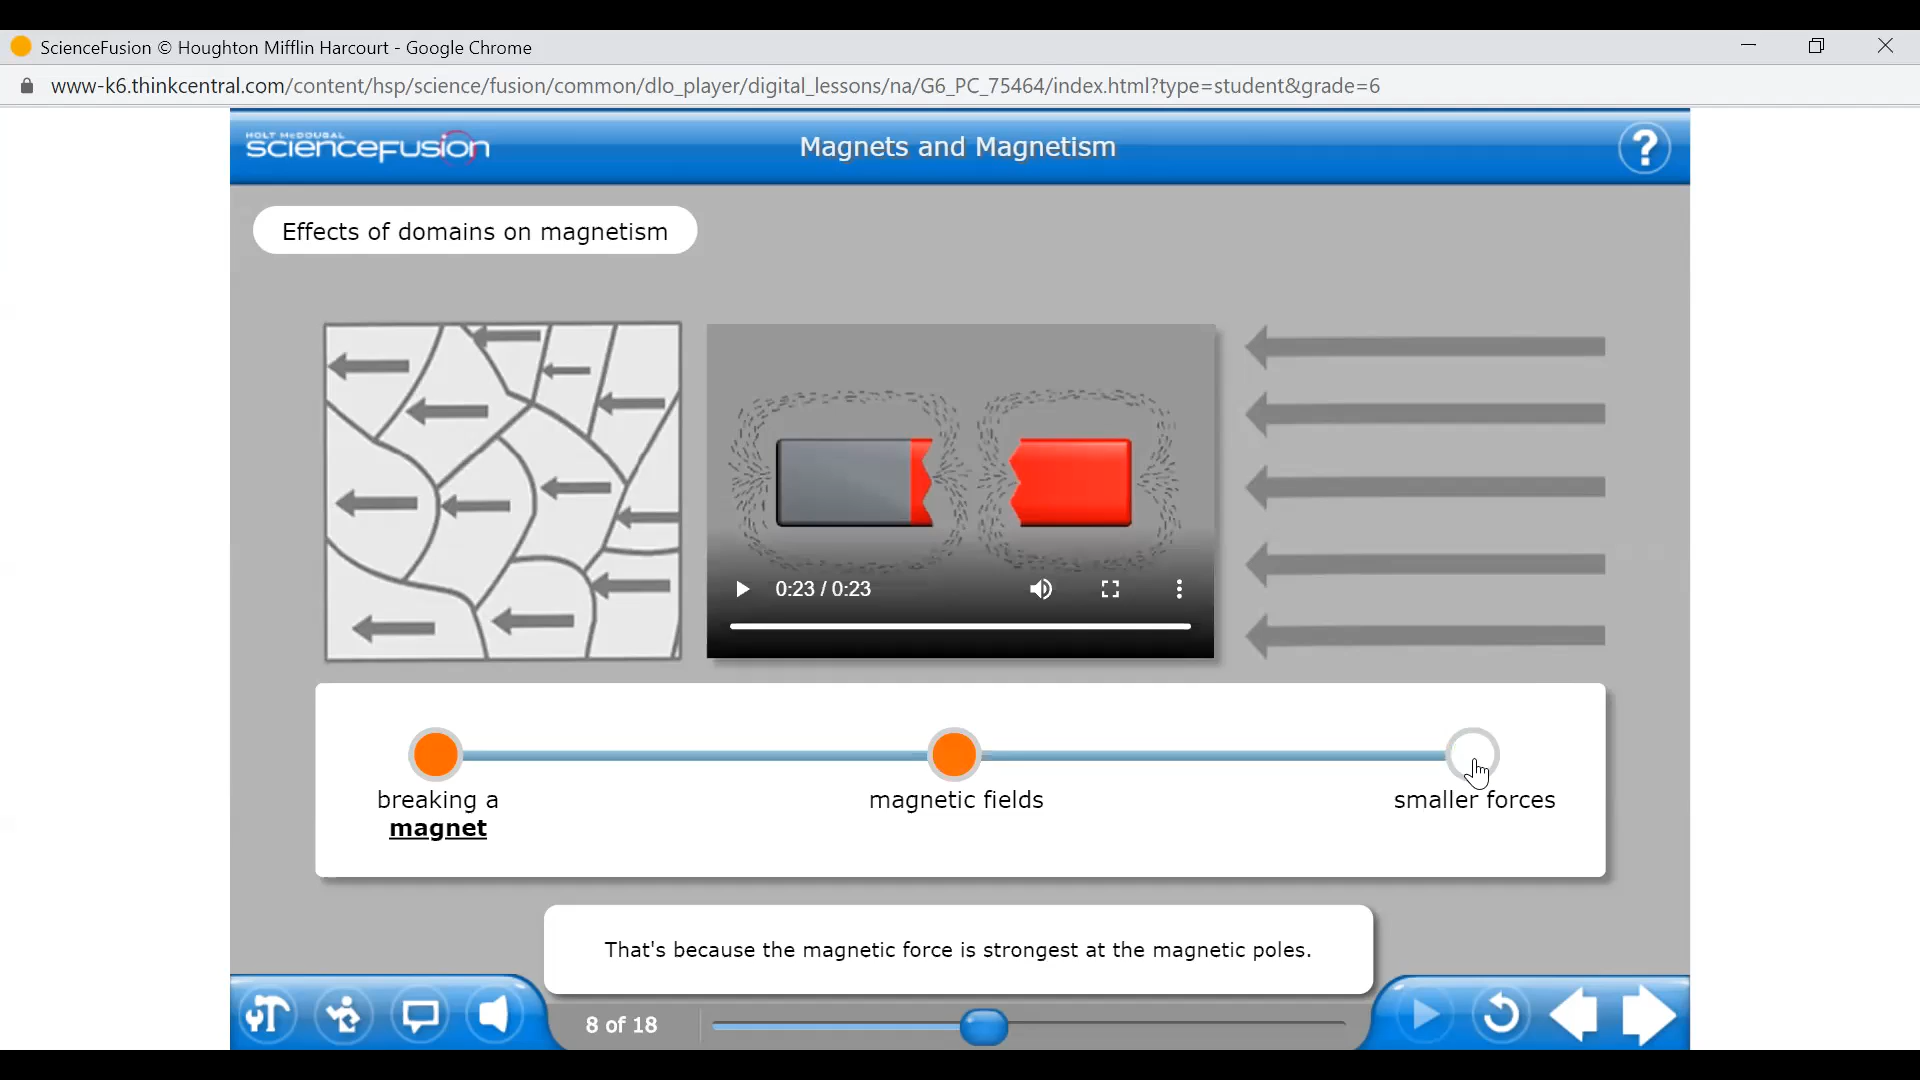 ScienceFusion © Houghton Mifflin Harcourt - Google Chrome
www-k6.thinkcentral.com/content/hsp/science/fusion/common/dlo_player/digital_lessons/na/G6_PC_75464/index.html?type=student&grade=6
HOLT McDOUGAL
scienceFusion
Magnets and Magnetism
?
Effects of domains on magnetism
0:23 / 0:23
breaking a
magnet
magnetic fields
smaller forces
That's because the magnetic force is strongest at the magnetic poles.
8 of 18